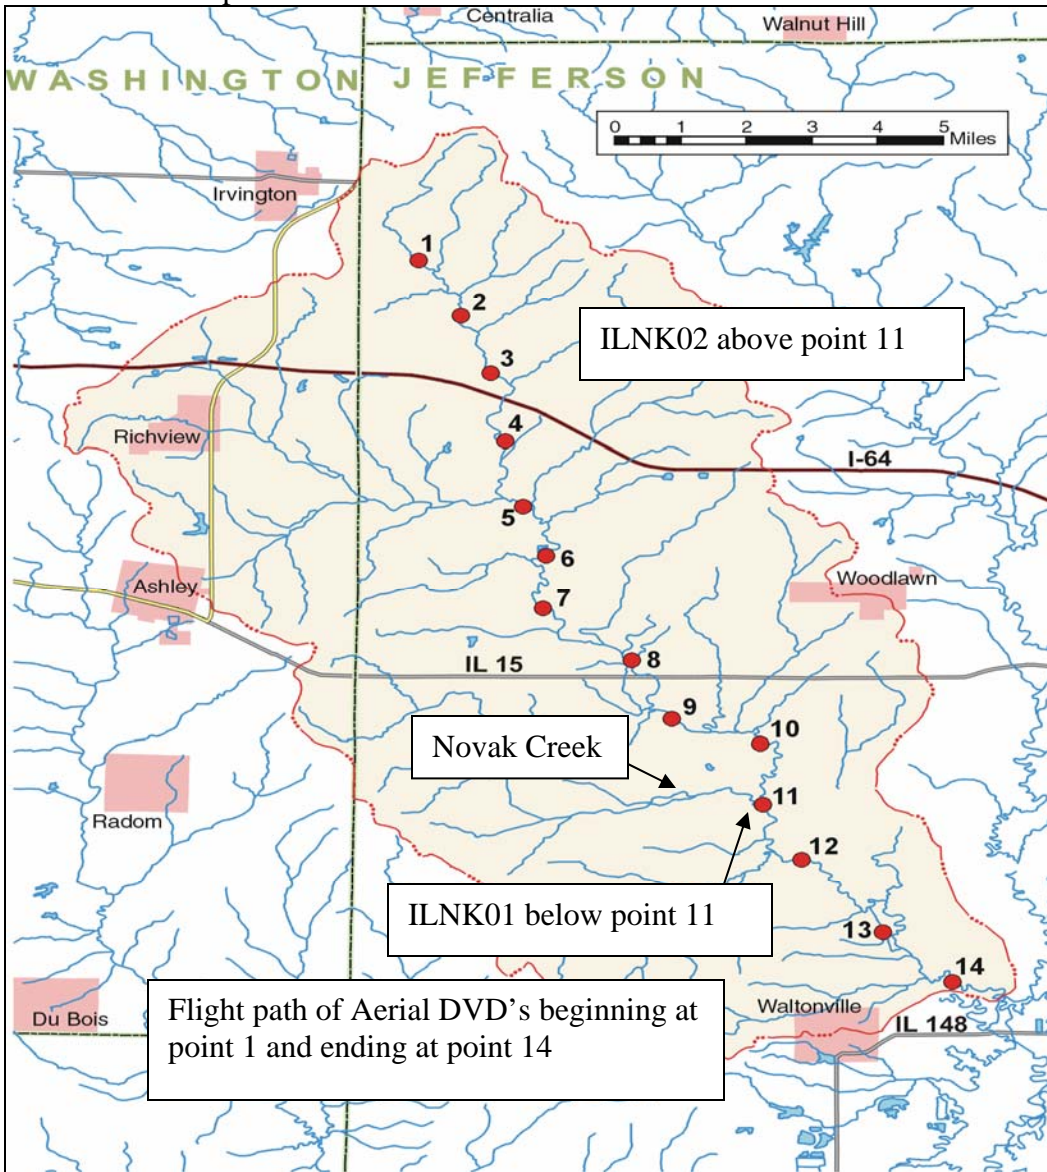 Centralia
Walnut Hill
WASHINGTON JEFFERSON
0 1 2 3 4 5 Miles
Irvington
1
2
ILNK02 above point 11
3
Richview
4
I-64
5
6
Ashley
Woodlawn
7
IL 15
8
9
Novak Creek
10
Radom
11
12
ILNK01 below point 11
13
14
Flight path of Aerial DVD's beginning at
point 1 and ending at point 14
Du Bois
Waltonville
IL 148